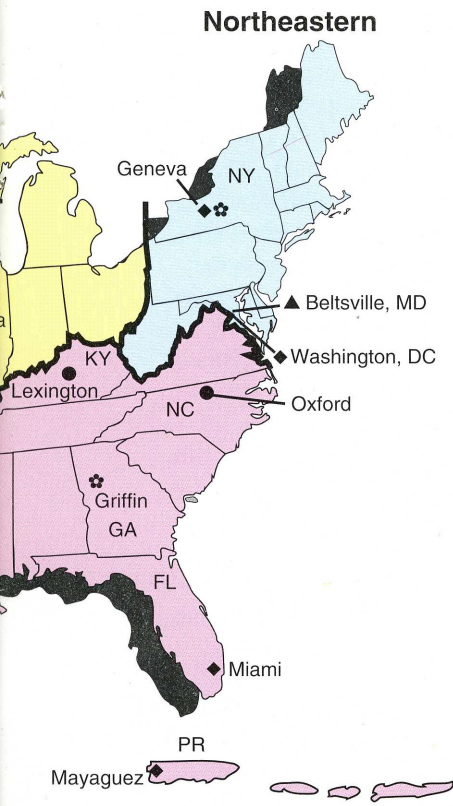 Northeastern
Geneva
NY
Beltsville, MD
Washington, DC
KY
Lexington
NC
Oxford
Griffin
GA
FL
Miami
PR
Mayaguez